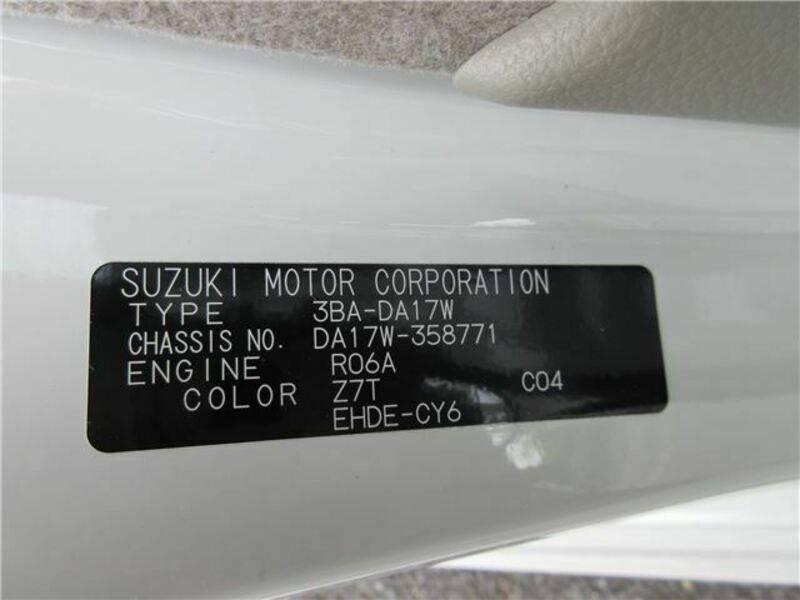 SUZUKI MOTOR CORPORATION
TYPE 3BA-DA17W
CHASSIS NO. DA17W-358771
ENGINE R06A
COLOR Z7T C04
EHDE-CY6